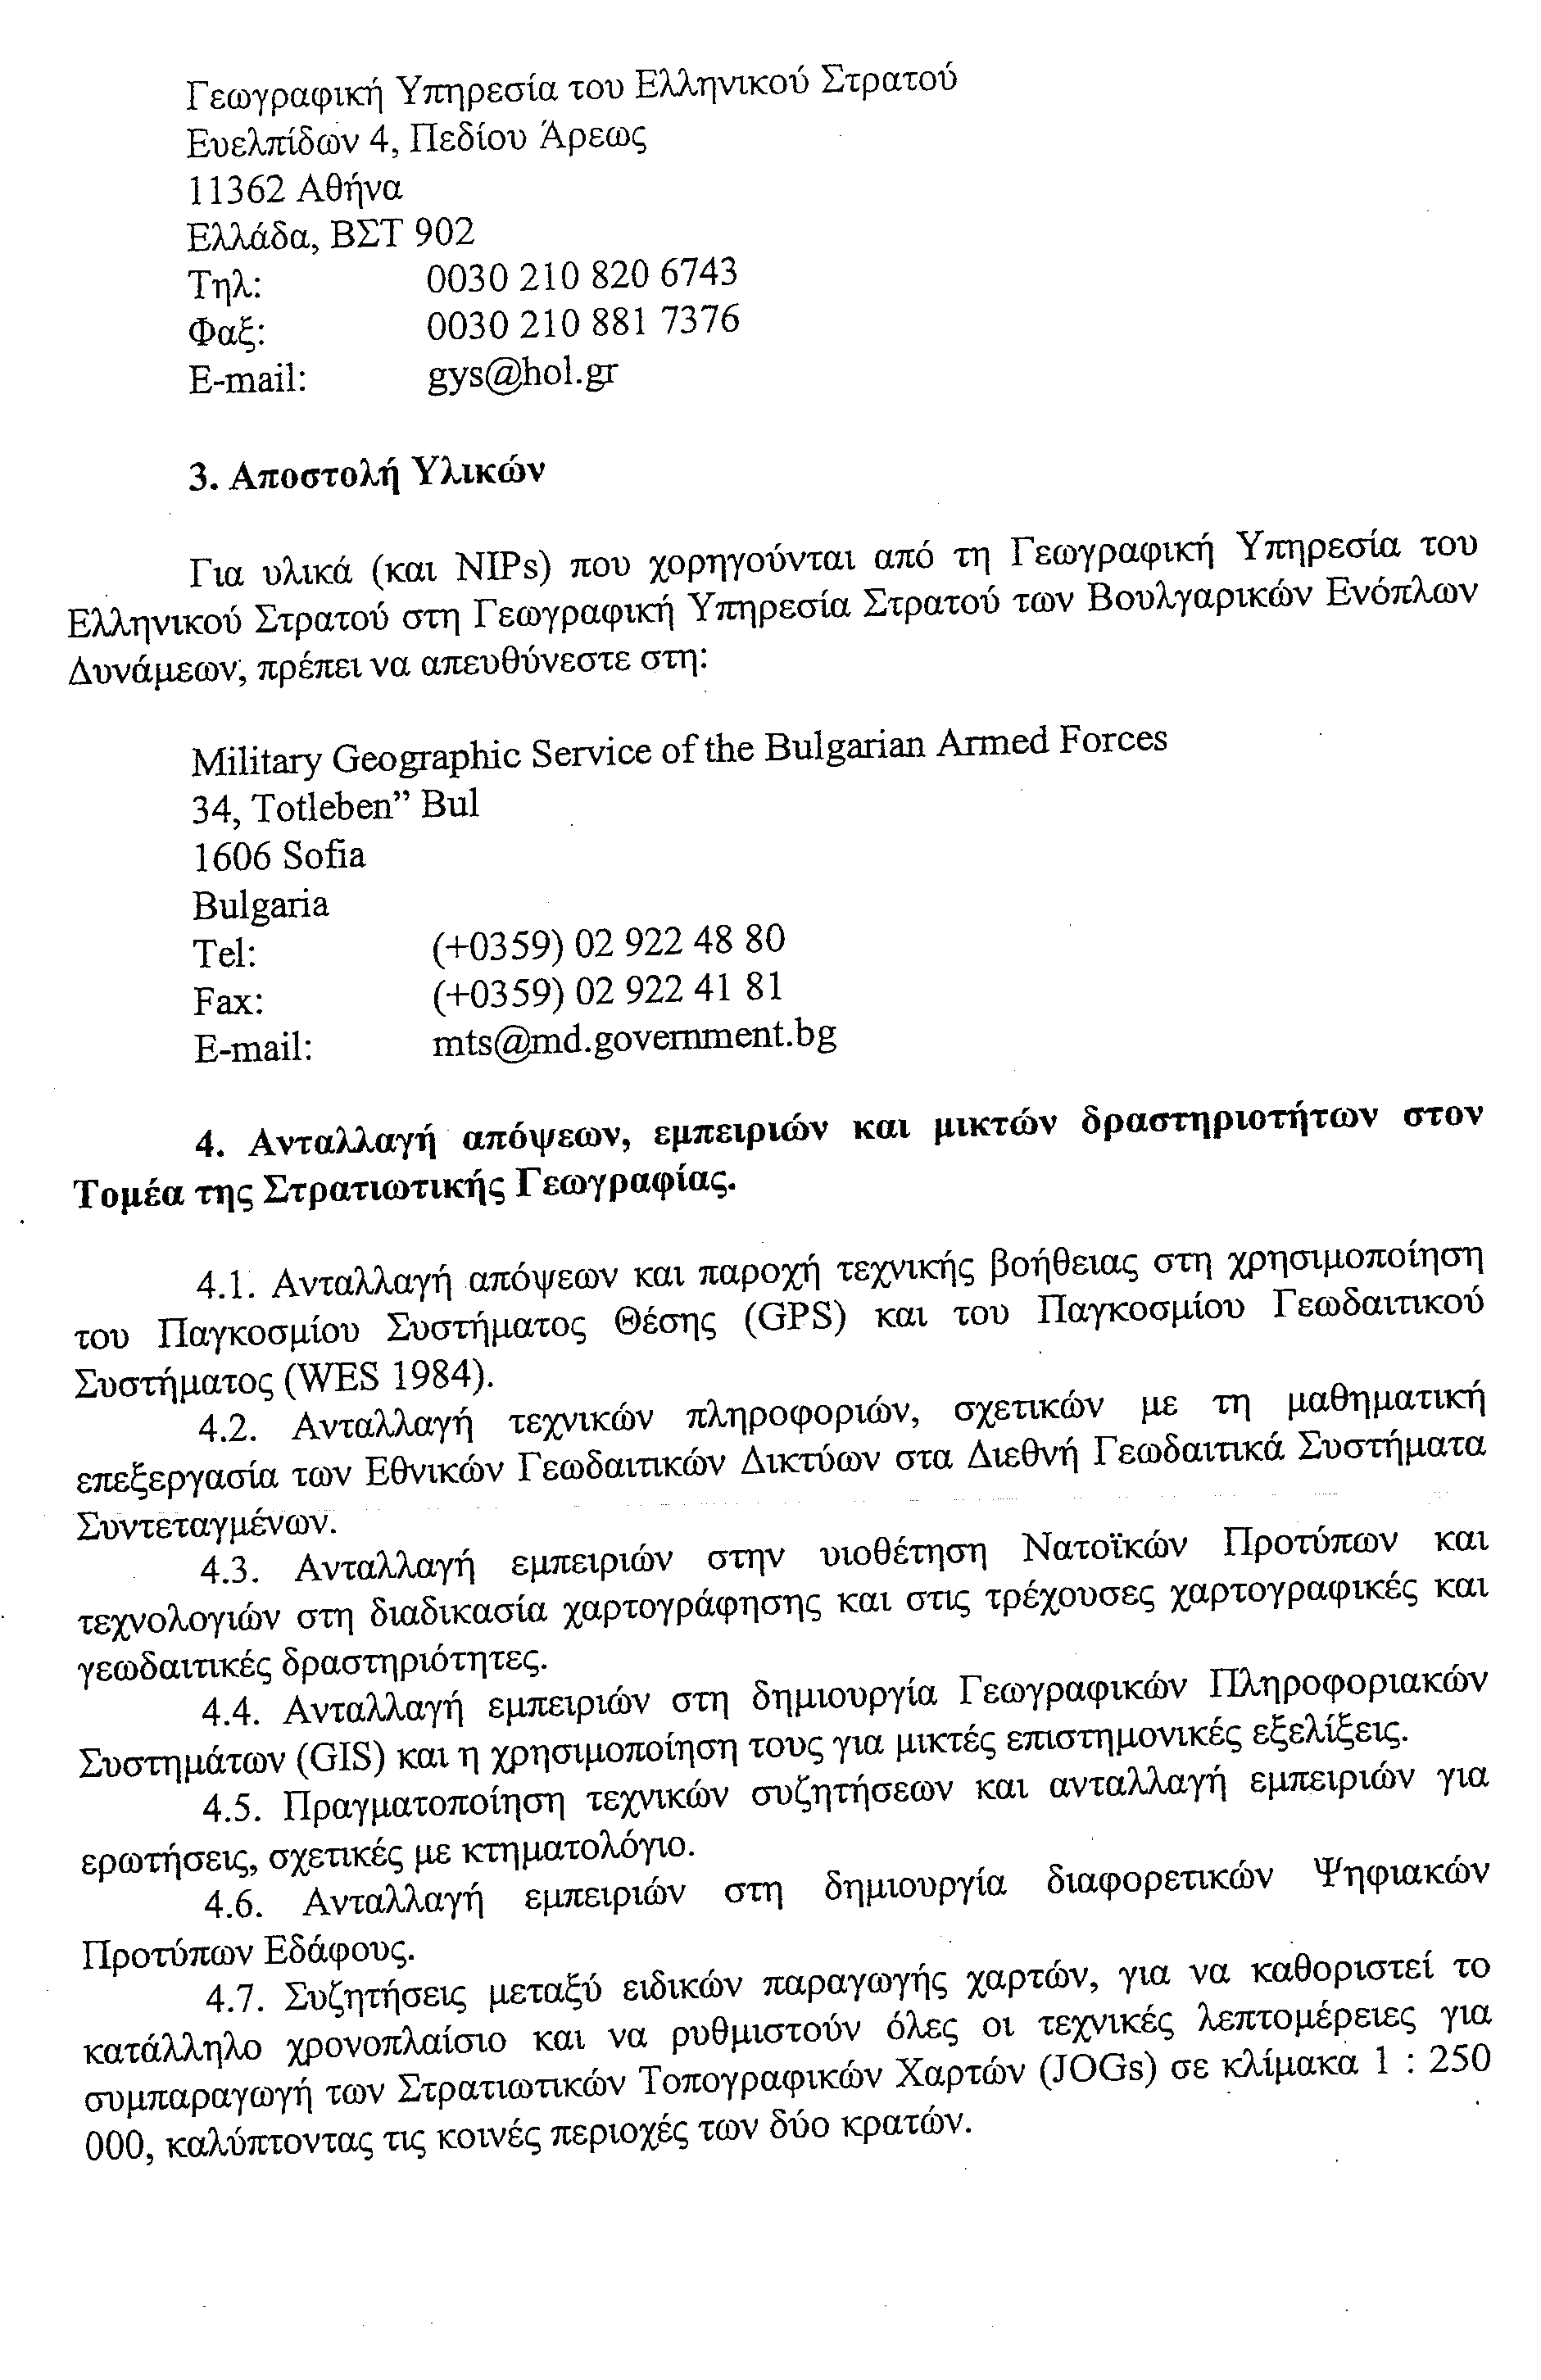 Γεωγραφική Υπηρεσία του Ελληνικού Στρατού
Ευελπίδων 4, Πεδίου Άρεως
11362 Αθήνα
Ελλάδα, ΒΣΤ 902
Τηλ: 0030 210 820 6743
Φαξ: 0030 210 881 7376
E-mail: gys@hol.gr
3. Αποστολή Υλικών
Για υλικά (και NIPs) που χορηγούνται από τη Γεωγραφική Υπηρεσία του
Ελληνικού Στρατού στη Γεωγραφική Υπηρεσία Στρατού των Βουλγαρικών Ενόπλων
Δυνάμεων, πρέπει να απευθύνεστε στη:
Military Geographic Service of the Bulgarian Armed Forces
34, Totleben” Bul
1606 Sofia
Bulgaria
Tel: (+0359) 02 922 48 80
Fax: (+0359) 02 922 41 81
E-mail: mts@md.government.bg
4. Ανταλλαγή απόψεων, εμπειριών και μικτών δραστηριοτήτων στον
Τομέα της Στρατιωτικής Γεωγραφίας.
4.1. Ανταλλαγή απόψεων και παροχή τεχνικής βοήθειας στη χρησιμοποίηση
του Παγκοσμίου Συστήματος Θέσης (GPS) και του Παγκοσμίου Γεωδαιτικού
Συστήματος (WES 1984).
4.2. Ανταλλαγή τεχνικών πληροφοριών, σχετικών με τη μαθηματική
επεξεργασία των Εθνικών Γεωδαιτικών Δικτύων στα Διεθνή Γεωδαιτικά Συστήματα
Συντεταγμένων.
4.3. Ανταλλαγή εμπειριών στην υιοθέτηση Νατοϊκών Προτύπων και
τεχνολογιών στη διαδικασία χαρτογράφησης και στις τρέχουσες χαρτογραφικές και
γεωδαιτικές δραστηριότητες.
4.4. Ανταλλαγή εμπειριών στη δημιουργία Γεωγραφικών Πληροφοριακών
Συστημάτων (GIS) και η χρησιμοποίηση τους για μικτές επιστημονικές εξελίξεις.
4.5. Πραγματοποίηση τεχνικών συζητήσεων και ανταλλαγή εμπειριών για
ερωτήσεις, σχετικές με κτηματολόγιο.
4.6. Ανταλλαγή εμπειριών στη δημιουργία διαφορετικών Ψηφιακών
Προτύπων Εδάφους.
4.7. Συζητήσεις μεταξύ ειδικών παραγωγής χαρτών, για να καθοριστεί το
κατάλληλο χρονοπλαίσιο και να ρυθμιστούν όλες οι τεχνικές λεπτομέρειες για
συμπαραγωγή των Στρατιωτικών Τοπογραφικών Χαρτών (JOGs) σε κλίμακα 1 : 250
000, καλύπτοντας τις κοινές περιοχές των δύο κρατών.